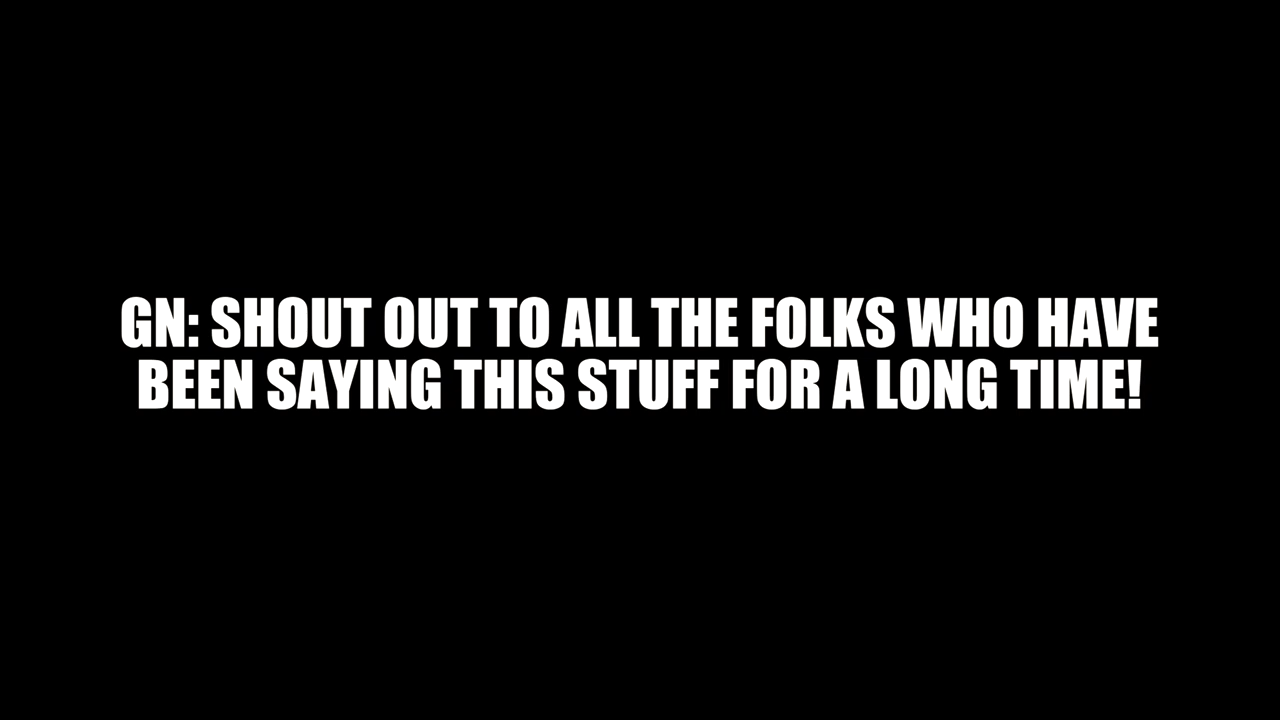 GN: SHOUT OUT TO ALL THE FOLKS WHO HAVE
BEEN SAYING THIS STUFF FOR A LONG TIME!